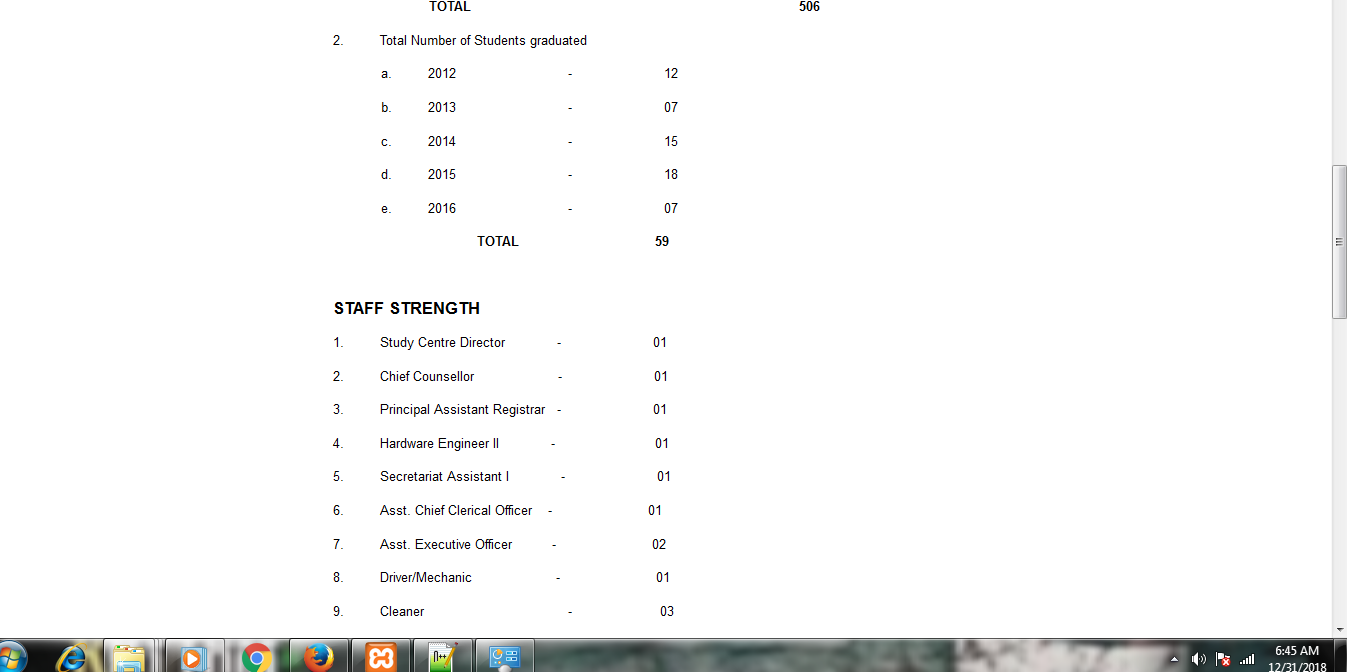 TOTAL 506
2. Total Number of Students graduated
a. 2012 - 12
b. 2013 - 07
c. 2014 - 15
d. 2015 - 18
e. 2016 - 07
TOTAL 59
STAFF STRENGTH
1. Study Centre Director - 01
2. Chief Counsellor - 01
3. Principal Assistant Registrar - 01
4. Hardware Engineer II - 01
5. Secretariat Assistant I - 01
6. Asst. Chief Clerical Officer - 01
7. Asst. Executive Officer - 02
8. Driver/Mechanic - 01
9. Cleaner - 03
6:45 AM
12/31/2018